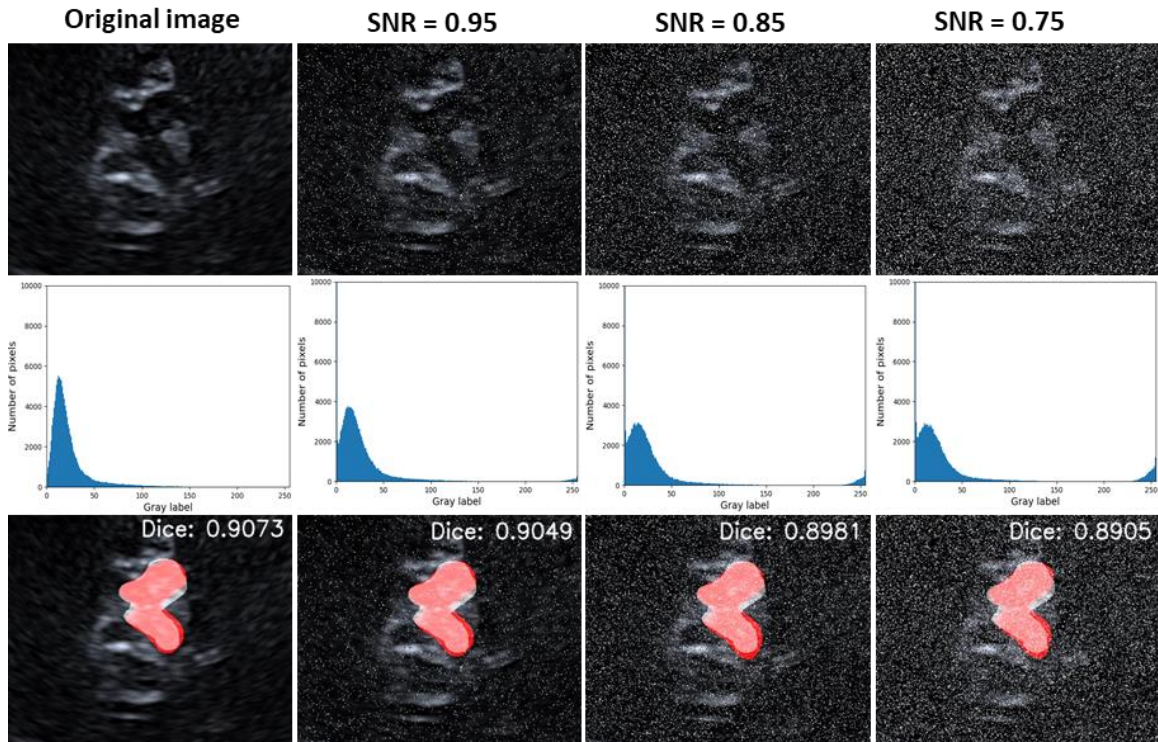 Original image
SNR = 0.95
SNR = 0.85
SNR = 0.75
10000
8000
6000
4000
2000
0
Number of pixels
0 50 100 150 200 250
Gray label
10000
8000
6000
4000
2000
0
Number of pixels
0 50 100 150 200 250
Gray label
10000
8000
6000
4000
2000
0
Number of pixels
0 50 100 150 200 250
Gray label
10000
8000
6000
4000
2000
0
Number of pixels
0 50 100 150 200 250
Gray label
Dice: 0.9073
Dice: 0.9049
Dice: 0.8981
Dice: 0.8905